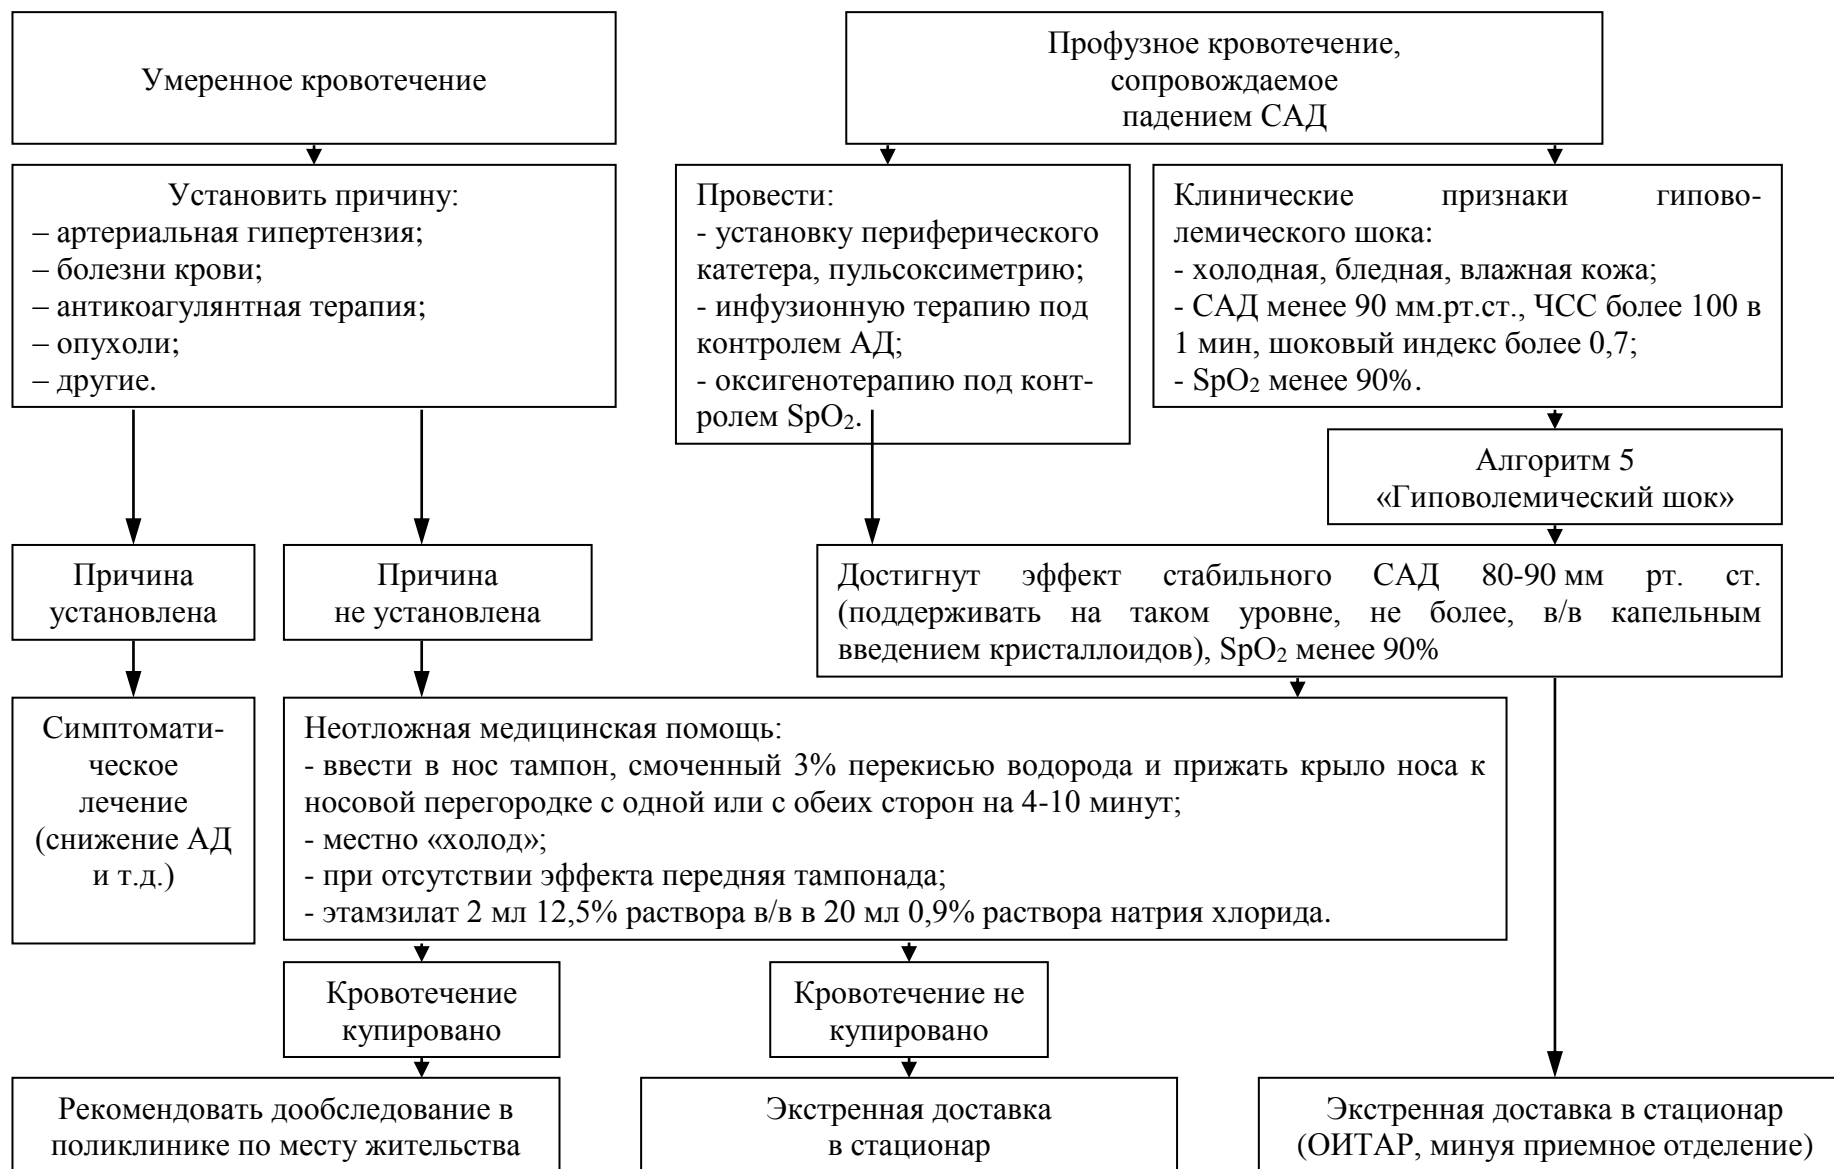 Умеренное кровотечение
Профузное кровотечение,
сопровождаемое
падением САД
Установить причину:
– артериальная гипертензия;
– болезни крови;
– антикоагулянтная терапия;
– опухоли;
– другие.
Провести:
- установку периферического
катетера, пульсоксиметрию;
- инфузионную терапию под
контролем АД;
- оксигенотерапию под конт-
ролем SpO₂.
Клинические признаки гипово-
лемического шока:
- холодная, бледная, влажная кожа;
- САД менее 90 мм.рт.ст., ЧСС более 100 в
1 мин, шоковый индекс более 0,7;
- SpO₂ менее 90%.
Алгоритм 5
«Гиповолемический шок»
Причина
установлена
Причина
не установлена
Достигнут эффект стабильного САД 80-90 мм рт. ст.
(поддерживать на таком уровне, не более, в/в капельным
введением кристаллоидов), SpO₂ менее 90%
Симптомати-
ческое
лечение
(снижение АД
и т.д.)
Неотложная медицинская помощь:
- ввести в нос тампон, смоченный 3% перекисью водорода и прижать крыло носа к
носовой перегородке с одной или с обеих сторон на 4-10 минут;
- местно «холод»;
- при отсутствии эффекта передняя тампонада;
- этамзилат 2 мл 12,5% раствора в/в в 20 мл 0,9% раствора натрия хлорида.
Кровотечение
купировано
Кровотечение не
купировано
Рекомендовать дообследование в
поликлинике по месту жительства
Экстренная доставка
в стационар
Экстренная доставка в стационар
(ОИТАР, минуя приемное отделение)